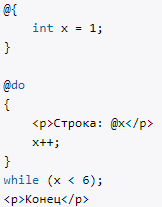 @{
    int x = 1;
}

@do
{
    <p>Строка: @x</p>
    x++;
}
while (x < 6);
<p>Конец</p>